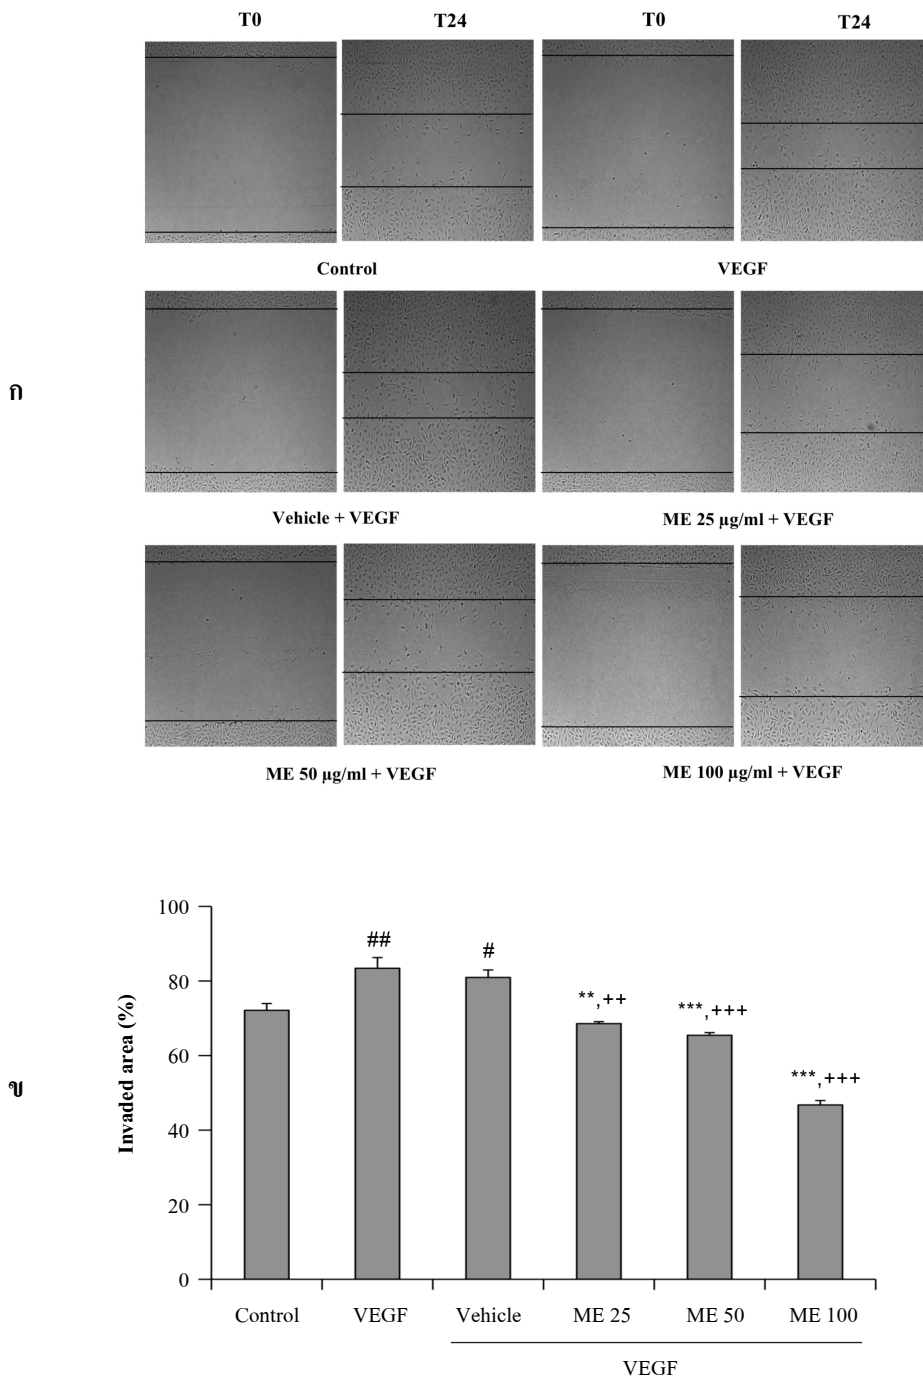 T0 T24 T0 T24
Control VEGF
ก
Vehicle + VEGF ME 25 µg/ml + VEGF
ME 50 µg/ml + VEGF ME 100 µg/ml + VEGF
ข
Invaded area (%)
100
80
60
40
20
0
##
#
**,++
***,+++
***,+++
Control VEGF Vehicle ME 25 ME 50 ME 100
VEGF